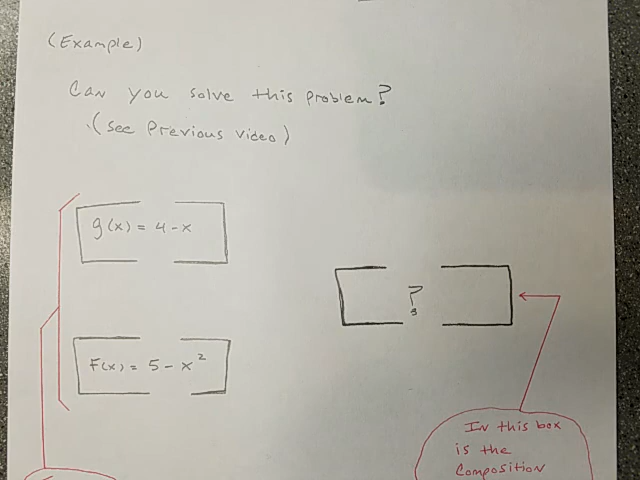 (Example)
Can you solve this problem?
(See Previous video)
g(x) = 4 - x
?
F(x) = 5 - x²
In this box
is the
Composition